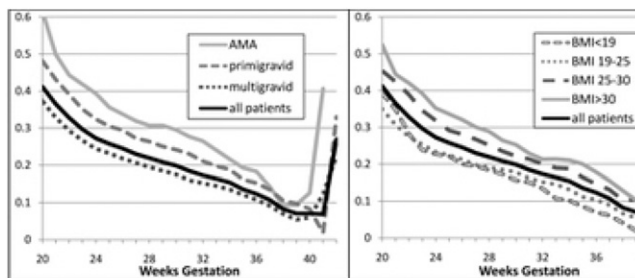 0.6
0.5
0.4
0.3
0.2
0.1
0
AMA
primigravid
multigravid
all patients
20 24 28 32 36 40
Weeks Gestation
0.6
0.5
0.4
0.3
0.2
0.1
0
BMI<19
BMI 19-25
BMI 25-30
BMI>30
all patients
20 24 28 32 36
Weeks Gestation